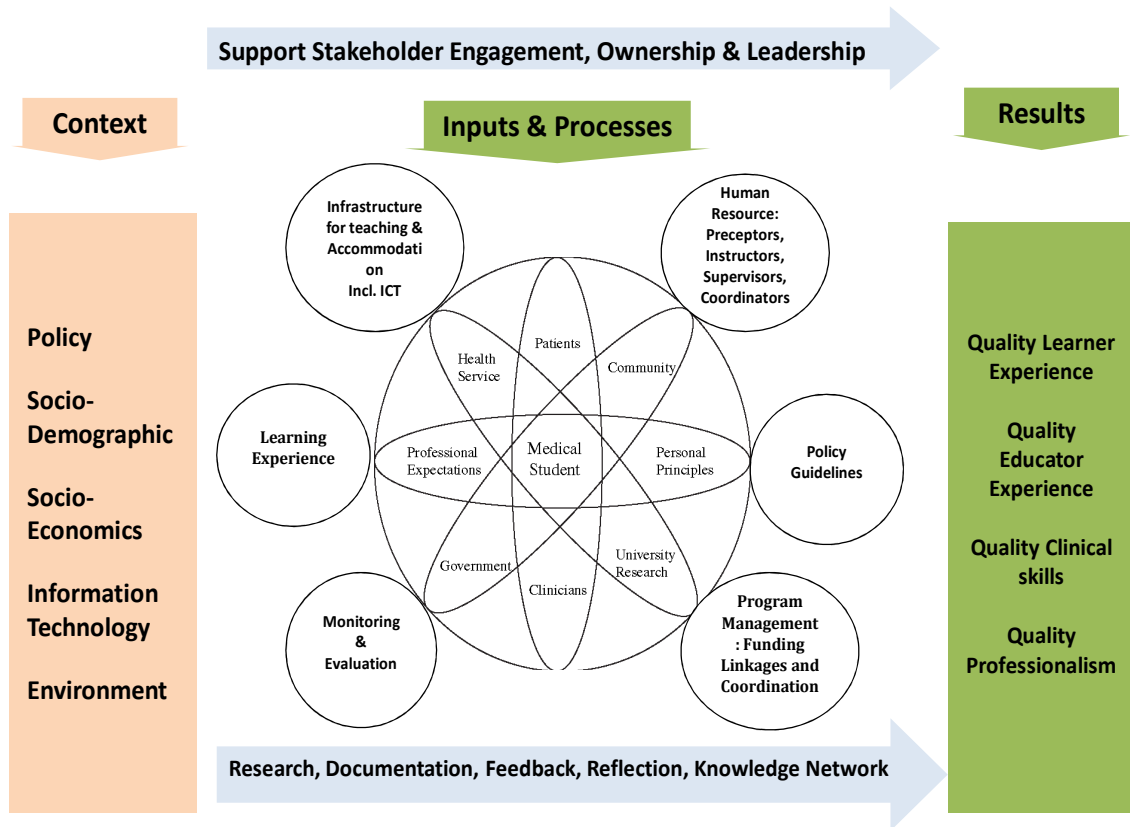 Support Stakeholder Engagement, Ownership & Leadership
Context
Inputs & Processes
Results
Policy
Socio-
Demographic
Socio-
Economics
Information
Technology
Environment
Infrastructure
for teaching &
Accommodati
on
Incl. ICT
Human
Resource:
Preceptors,
Instructors,
Supervisors,
Coordinators
Learning
Experience
Policy
Guidelines
Monitoring
&
Evaluation
Program
Management
: Funding
Linkages and
Coordination
Patients
Health
Service
Community
Professional
Expectations
Medical
Student
Personal
Principles
Government
Clinicians
University
Research
Quality Learner
Experience
Quality
Educator
Experience
Quality Clinical
skills
Quality
Professionalism
Research, Documentation, Feedback, Reflection, Knowledge Network